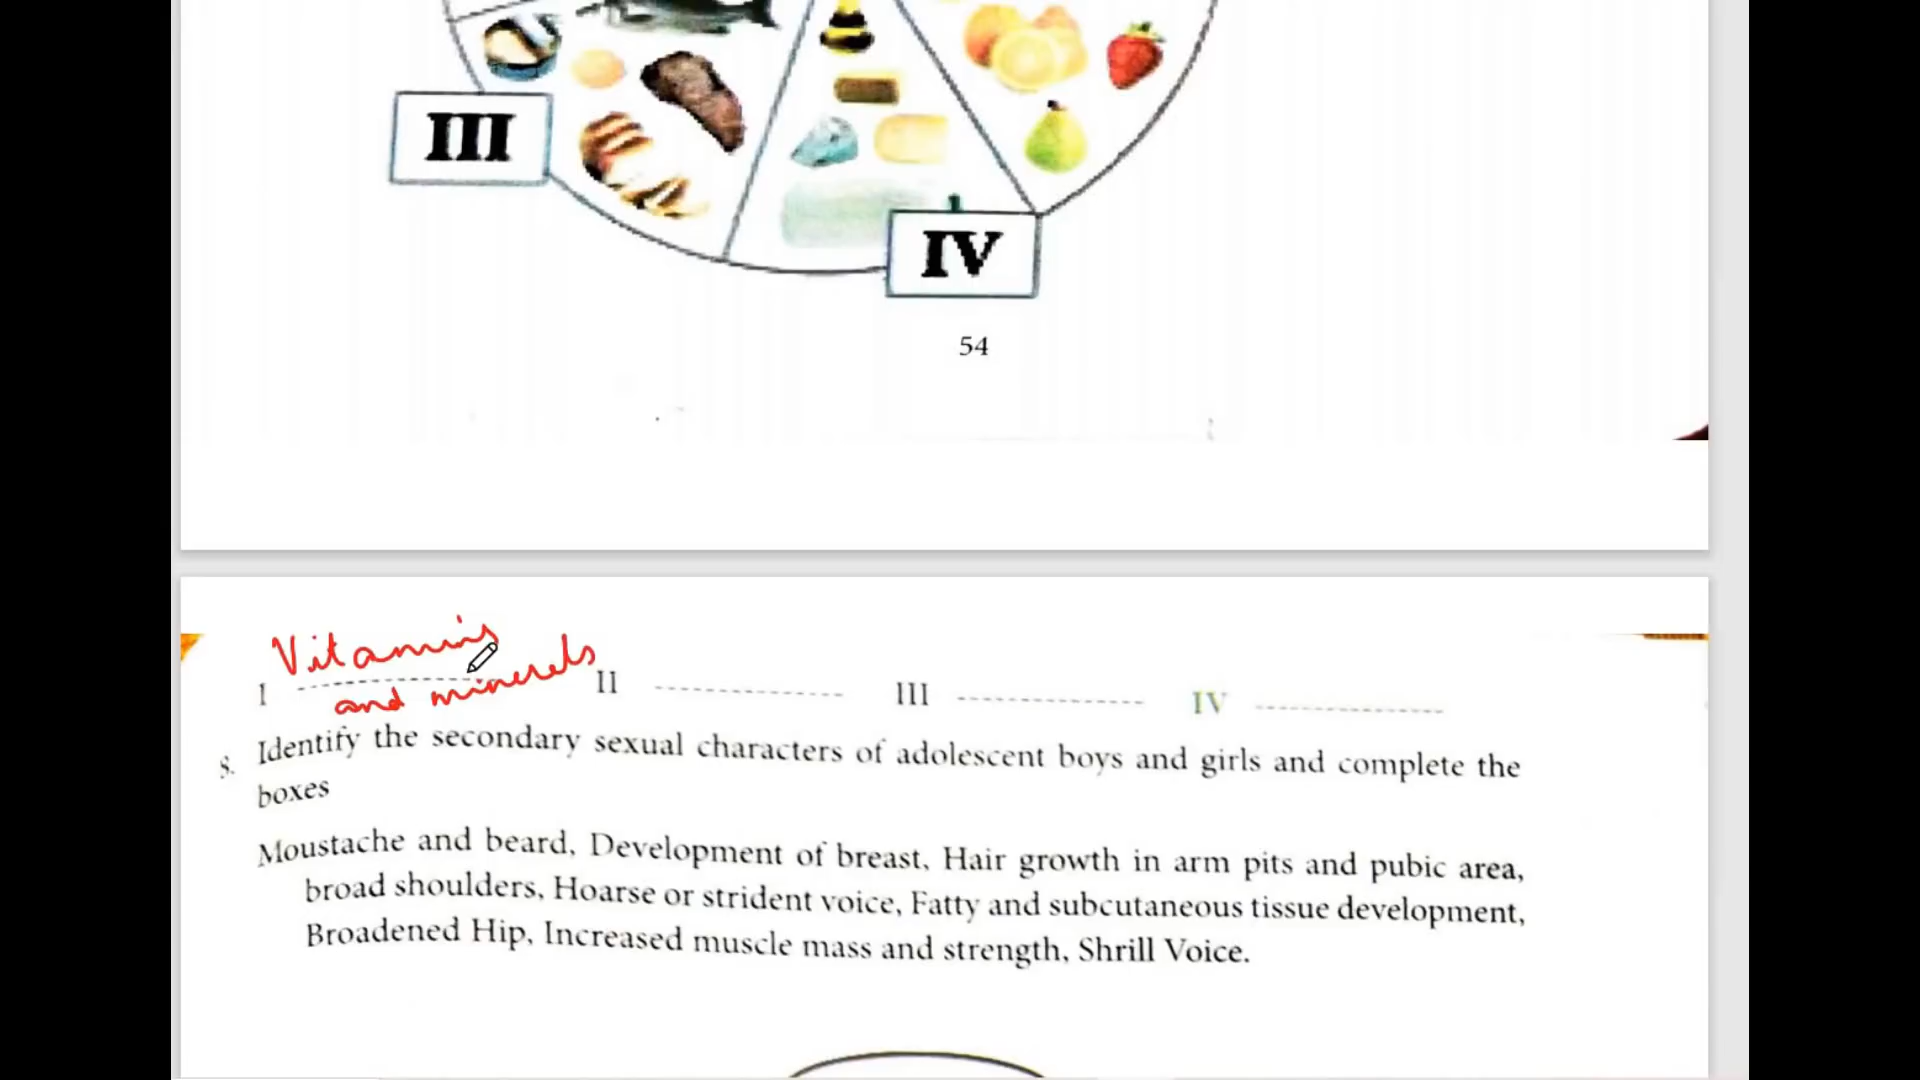 III
IV
54
Vitamins
and minerels
I -------------------- II -------------------- III -------------------- IV --------------------
8. Identify the secondary sexual characters of adolescent boys and girls and complete the
boxes
Moustache and beard, Development of breast, Hair growth in arm pits and pubic area,
broad shoulders, Hoarse or strident voice, Fatty and subcutaneous tissue development,
Broadened Hip, Increased muscle mass and strength, Shrill Voice.